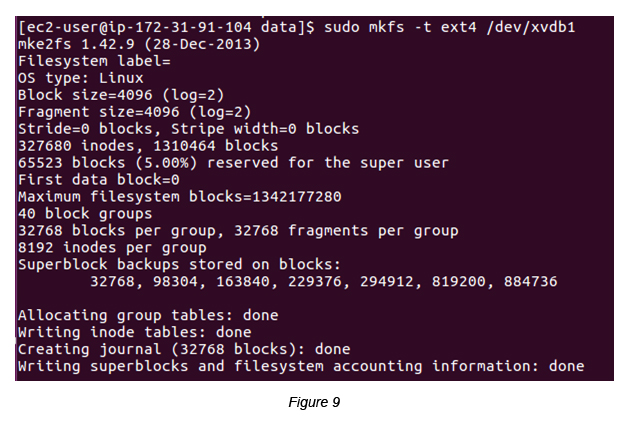 [ec2-user@ip-172-31-91-104 data]$ sudo mkfs -t ext4 /dev/xvdb1
mke2fs 1.42.9 (28-Dec-2013)
Filesystem label=
OS type: Linux
Block size=4096 (log=2)
Fragment size=4096 (log=2)
Stride=0 blocks, Stripe width=0 blocks
327680 inodes, 1310464 blocks
65523 blocks (5.00%) reserved for the super user
First data block=0
Maximum filesystem blocks=1342177280
40 block groups
32768 blocks per group, 32768 fragments per group
8192 inodes per group
Superblock backups stored on blocks:
        32768, 98304, 163840, 229376, 294912, 819200, 884736
Allocating group tables: done
Writing inode tables: done
Creating journal (32768 blocks): done
Writing superblocks and filesystem accounting information: done
Figure 9